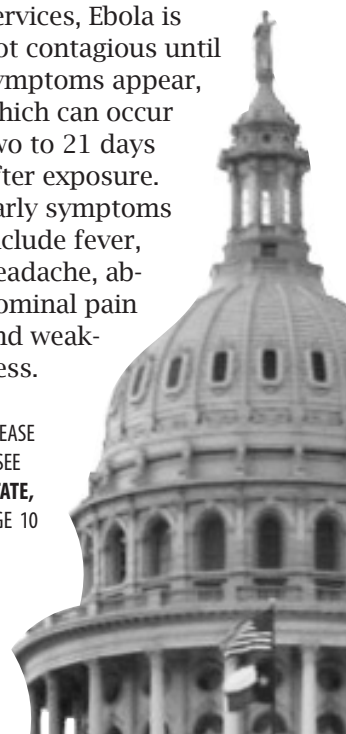 ervices, Ebola is
ot contagious until
ymptoms appear,
hich can occur
wo to 21 days
fter exposure.
arly symptoms
nclude fever,
eadache, ab-
ominal pain
nd weak-
ess.
EASE
SEE
TATE,
GE 10